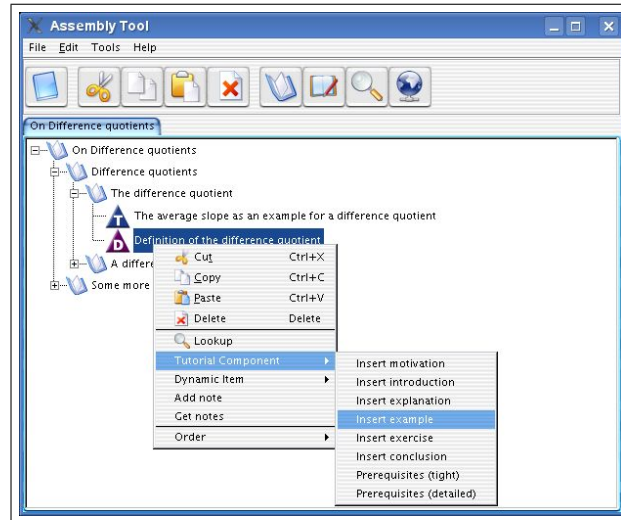 Assembly Tool
File Edit Tools Help
On Difference quotients
On Difference quotients
Difference quotients
The difference quotient
T The average slope as an example for a difference quotient
D Definition of the difference quotient
A differe
Some more
Cut Ctrl+X
Copy Ctrl+C
Paste Ctrl+V
Delete Delete
Lookup
Tutorial Component
Dynamic Item
Add note
Get notes
Order
Insert motivation
Insert introduction
Insert explanation
Insert example
Insert exercise
Insert conclusion
Prerequisites (tight)
Prerequisites (detailed)